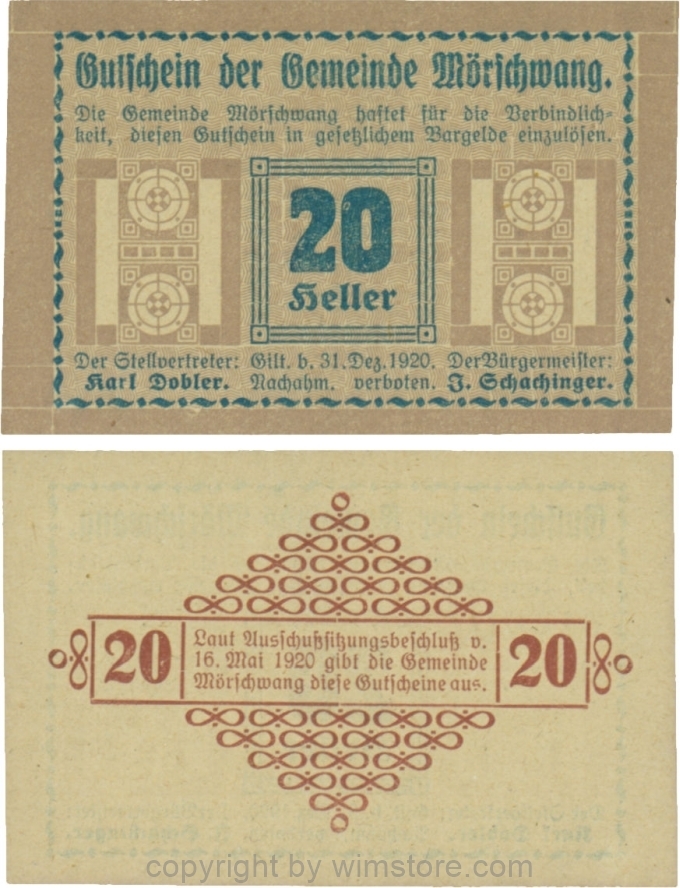 Gutschein der Gemeinde Mörschwang.
Die Gemeinde Mörschwang haftet für die Verbindlich-
keit, diesen Gutschein in gesetzlichem Bargelde einzulösen.
20
Heller
Der Stellvertreter: Gilt b. 31. Dez. 1920. Der Bürgermeister:
Karl Dobler. Nachahm. verboten. J. Schachinger.
20
Laut Ausschußsitzungsbeschluß v.
16. Mai 1920 gibt die Gemeinde
Mörschwang diese Gutscheine aus.
20
copyright by wimstore.com